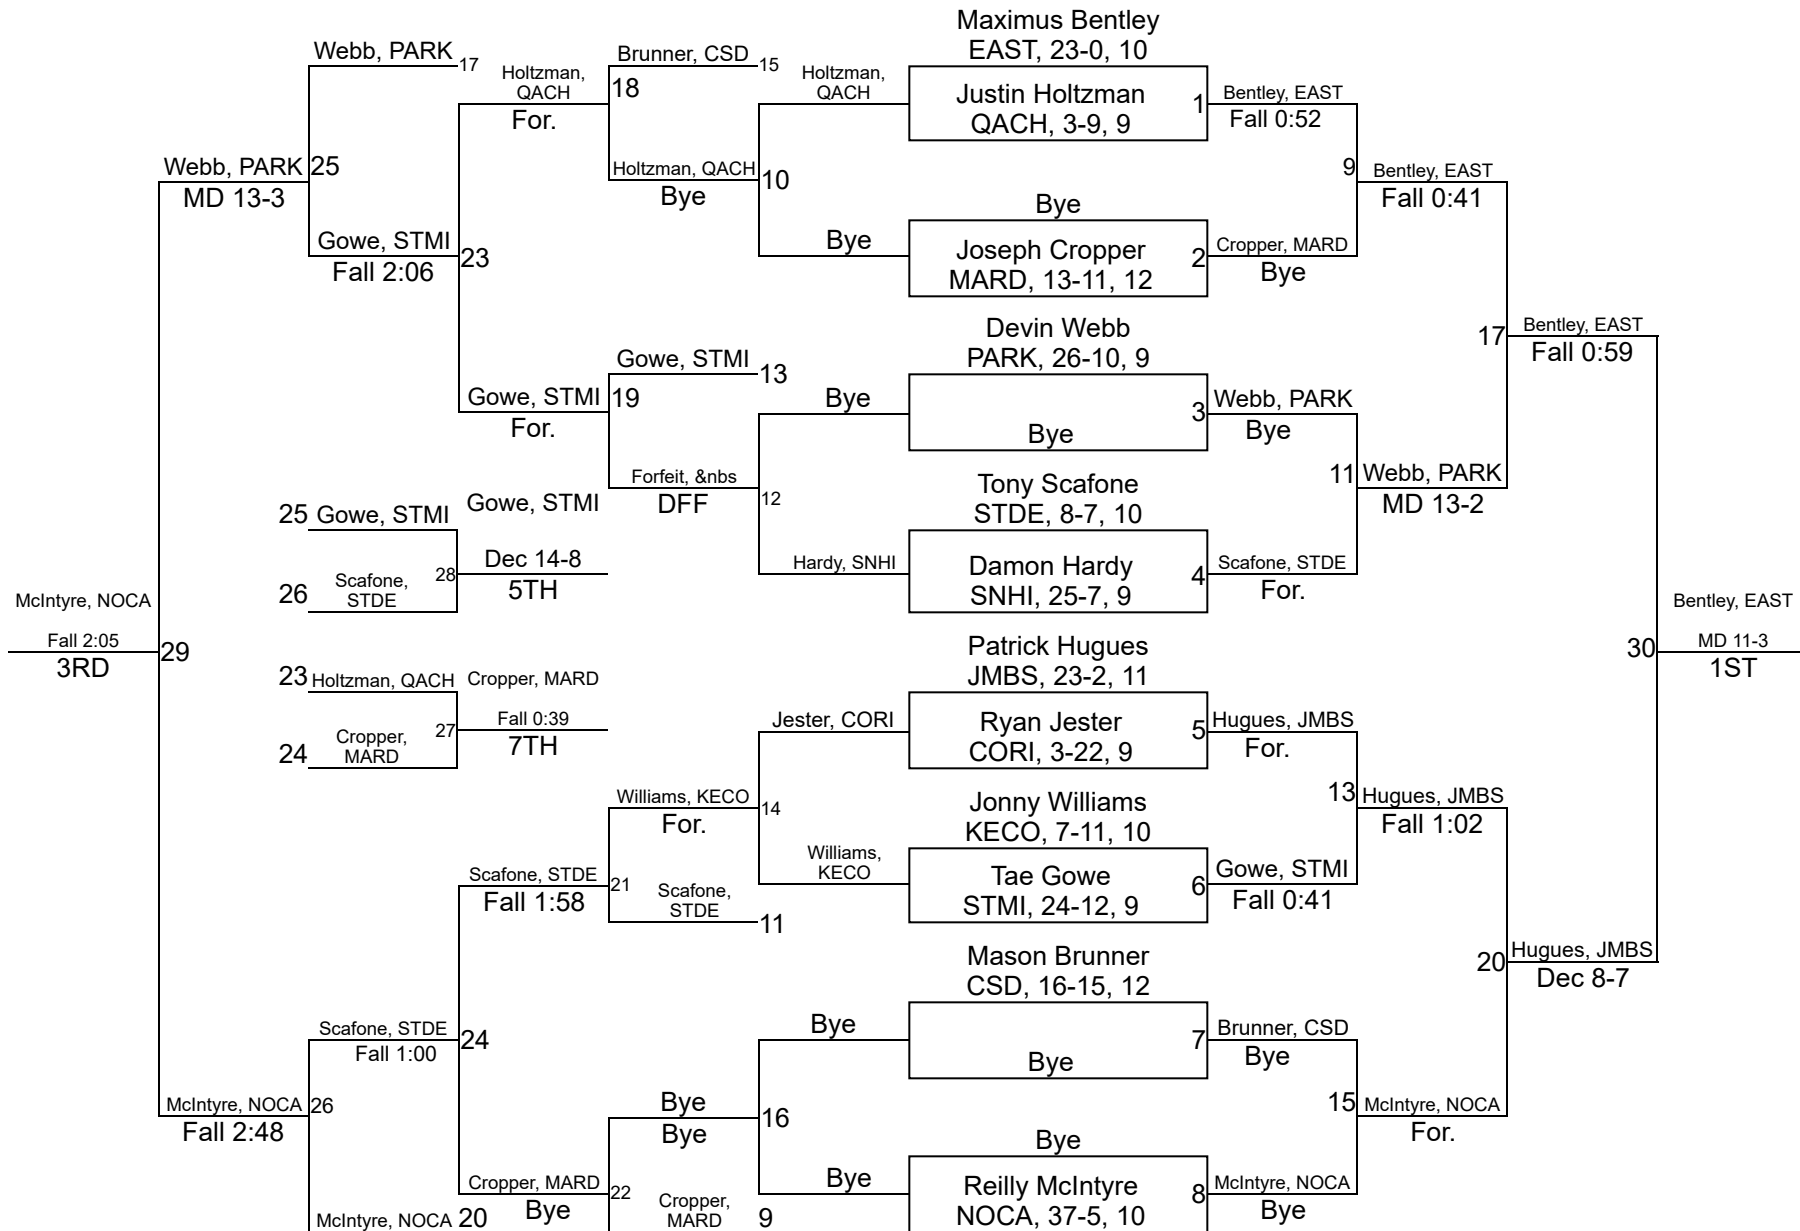 Maximus Bentley
EAST, 23-0, 10
Justin Holtzman
QACH, 3-9, 9
1
Bye
Joseph Cropper
MARD, 13-11, 12
2
Devin Webb
PARK, 26-10, 9
Bye
3
Tony Scafone
STDE, 8-7, 10
Damon Hardy
SNHI, 25-7, 9
4
Patrick Hugues
JMBS, 23-2, 11
Ryan Jester
CORI, 3-22, 9
5
Jonny Williams
KECO, 7-11, 10
Tae Gowe
STMI, 24-12, 9
6
Mason Brunner
CSD, 16-15, 12
Bye
7
Bye
Reilly McIntyre
NOCA, 37-5, 10
8
Bentley, EAST
Fall 0:52
Cropper, MARD
Bye
Webb, PARK
Bye
Scafone, STDE
For.
Hugues, JMBS
For.
Gowe, STMI
Fall 0:41
Brunner, CSD
Bye
McIntyre, NOCA
Bye
9
Bentley, EAST
Fall 0:41
11
Webb, PARK
MD 13-2
13
Hugues, JMBS
Fall 1:02
15
McIntyre, NOCA
For.
17
Bentley, EAST
Fall 0:59
20
Hugues, JMBS
Dec 8-7
30
Bentley, EAST
MD 11-3
1ST
Holtzman,
QACH
Bye
10
Bye
Hardy, SNHI
12
Jester, CORI
Williams,
KECO
14
Bye
Bye
16
Brunner, CSD
15
Holtzman, QACH
Bye
18
Gowe, STMI
13
Forfeit, &nbs
DFF
19
Williams, KECO
For.
Scafone,
STDE
11
21
Bye
Bye
Cropper,
MARD
9
22
Holtzman,
QACH
For.
Gowe, STMI
For.
23
Scafone, STDE
Fall 1:58
Cropper, MARD
Bye
24
Webb, PARK
17
Gowe, STMI
Fall 2:06
25
Scafone, STDE
Fall 1:00
McIntyre, NOCA
20
26
Webb, PARK
MD 13-3
McIntyre, NOCA
Fall 2:48
29
McIntyre, NOCA
Fall 2:05
3RD
25
Gowe, STMI
26
Scafone,
STDE
28
Gowe, STMI
Dec 14-8
5TH
23
Holtzman, QACH
24
Cropper,
MARD
27
Cropper, MARD
Fall 0:39
7TH